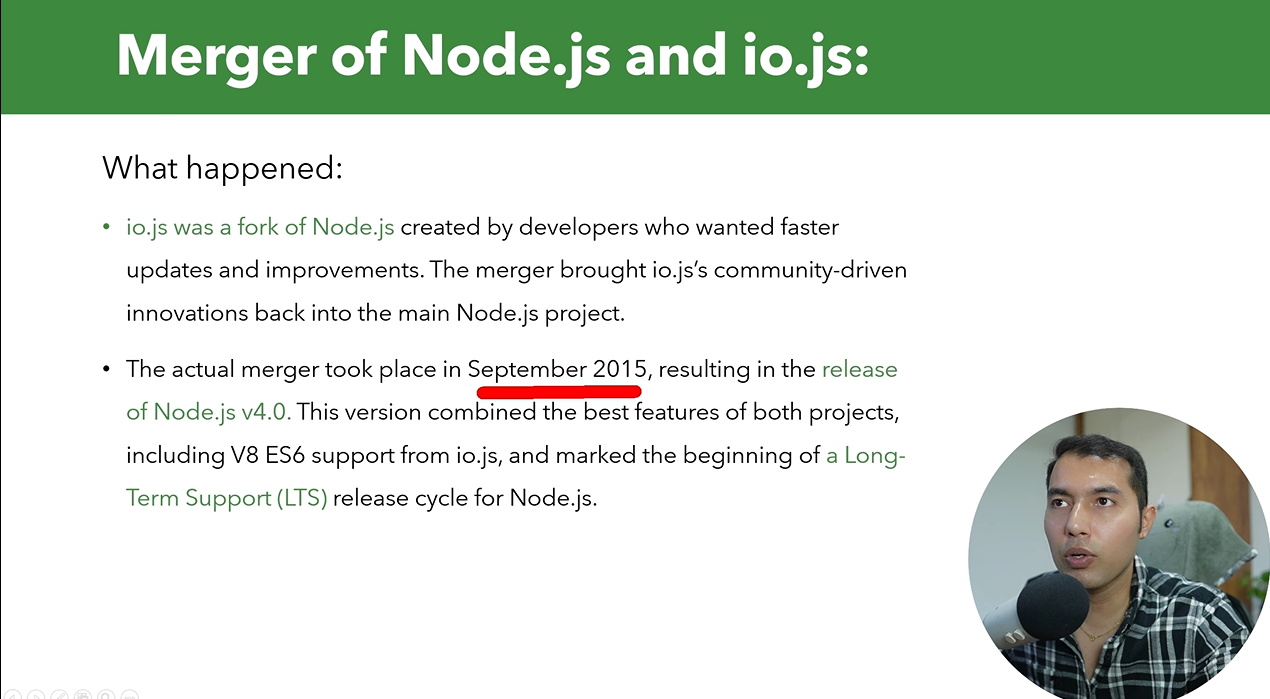 Merger of Node.js and io.js:
What happened:
• io.js was a fork of Node.js created by developers who wanted faster
updates and improvements. The merger brought io.js’s community-driven
innovations back into the main Node.js project.
• The actual merger took place in September 2015, resulting in the release
of Node.js v4.0. This version combined the best features of both projects,
including V8 ES6 support from io.js, and marked the beginning of a Long-
Term Support (LTS) release cycle for Node.js.